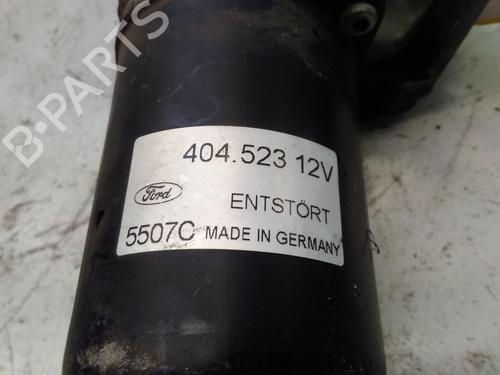 404.523 12V
Ford
ENTSTÖRT
5507C MADE IN GERMANY
A
B-PARTS